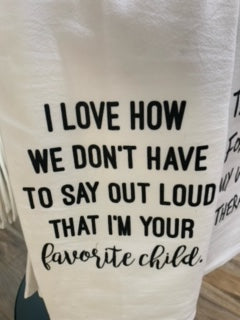 I LOVE HOW
WE DON'T HAVE
TO SAY OUT LOUD
THAT I'M YOUR
favorite child.